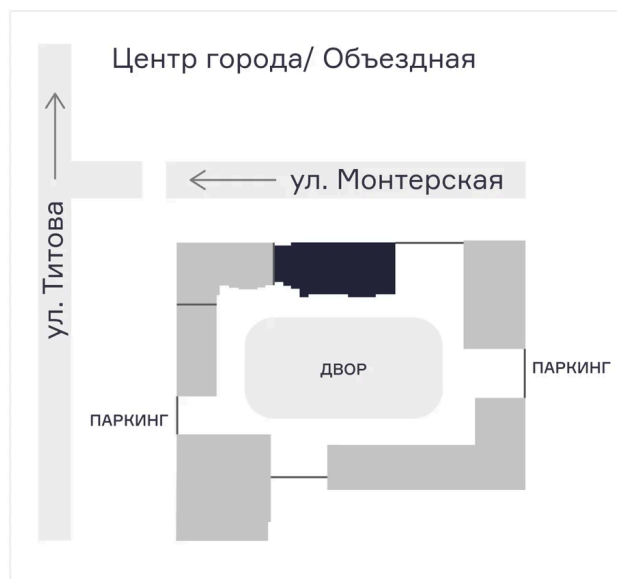 Центр города/ Объездная
ул. Монтерская
ул. Титова
ДВОР
ПАРКИНГ
ПАРКИНГ